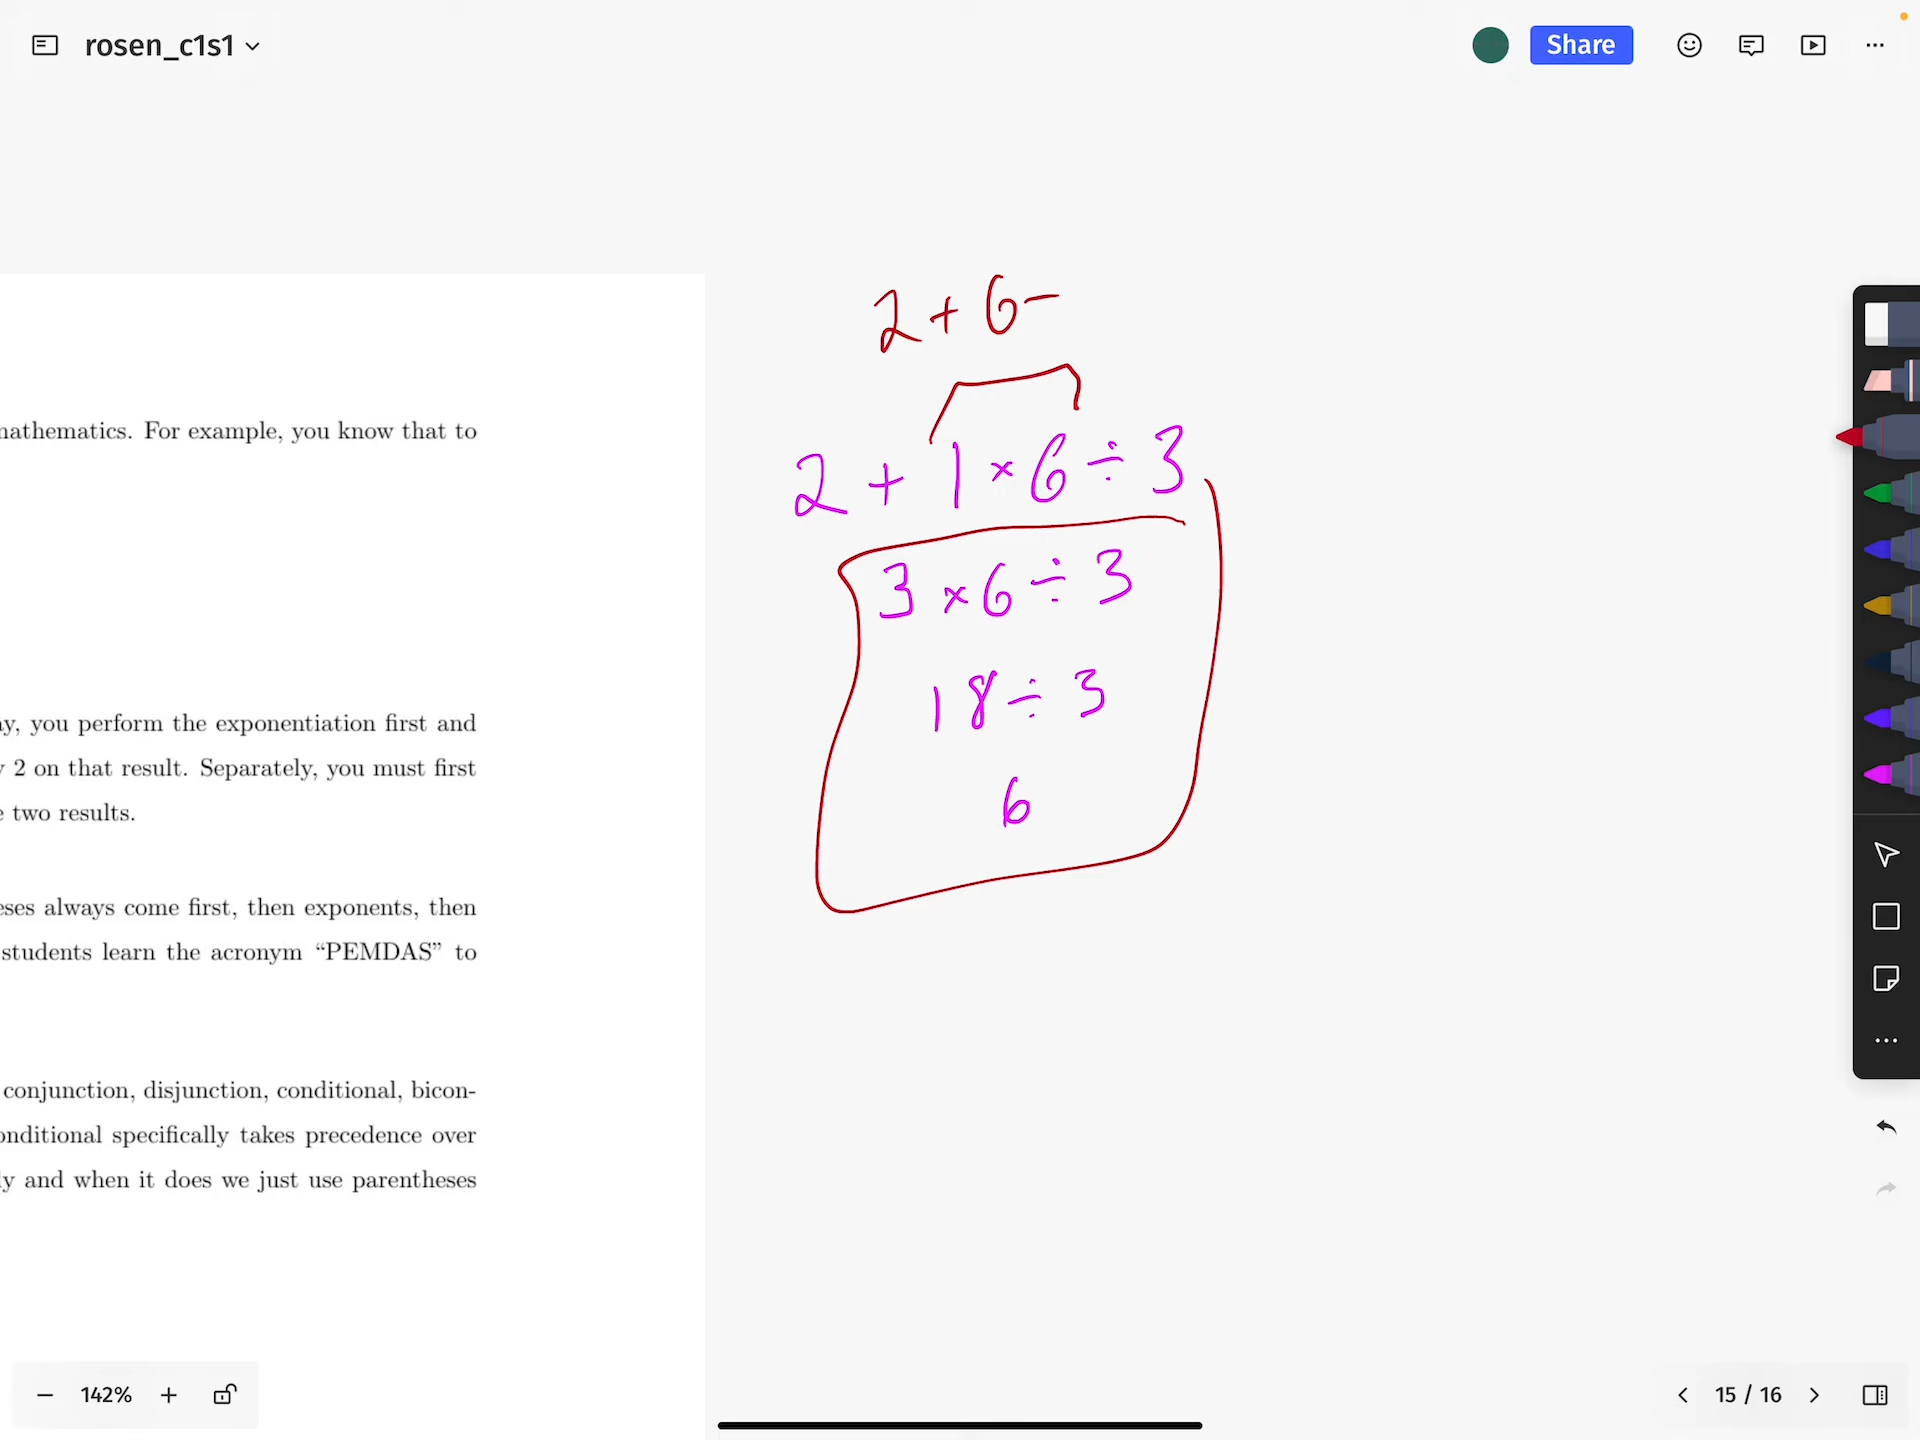 rosen_c1s1
Share
mathematics. For example, you know that to
you perform the exponentiation first and
2 on that result. Separately, you must first
two results.
always come first, then exponents, then
students learn the acronym “PEMDAS” to
conjunction, disjunction, conditional, bicon-
specifically takes precedence over
and when it does we just use parentheses
2 + 6 -
2 + 1 × 6 ÷ 3
3 × 6 ÷ 3
18 ÷ 3
6
142%
15 / 16